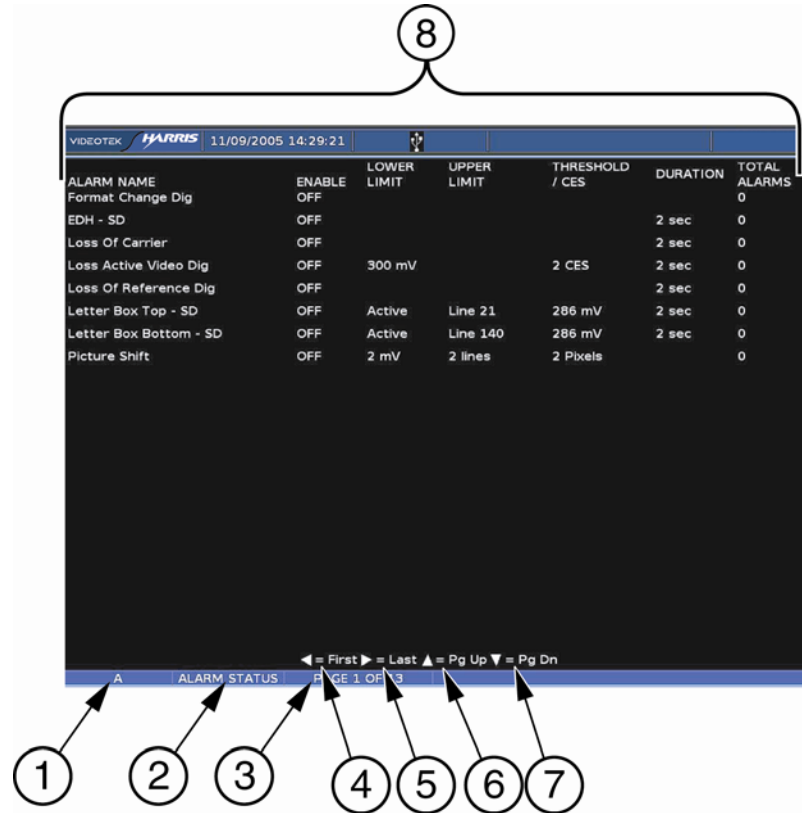 8
VIDEOTEK HARRIS 11/09/2005 14:29:21
ALARM NAME ENABLE LOWER LIMIT UPPER LIMIT THRESHOLD / CES DURATION TOTAL ALARMS
Format Change Dig OFF 0
EDH - SD OFF 2 sec 0
Loss Of Carrier OFF 2 sec 0
Loss Active Video Dig OFF 300 mV 2 CES 2 sec 0
Loss Of Reference Dig OFF 2 sec 0
Letter Box Top - SD OFF Active Line 21 286 mV 2 sec 0
Letter Box Bottom - SD OFF Active Line 140 286 mV 2 sec 0
Picture Shift OFF 2 mV 2 lines 2 Pixels 0
◀ = First ▶ = Last ▲ = Pg Up ▼ = Pg Dn
A ALARM STATUS PAGE 1 OF 13
1 2 3 4 5 6 7